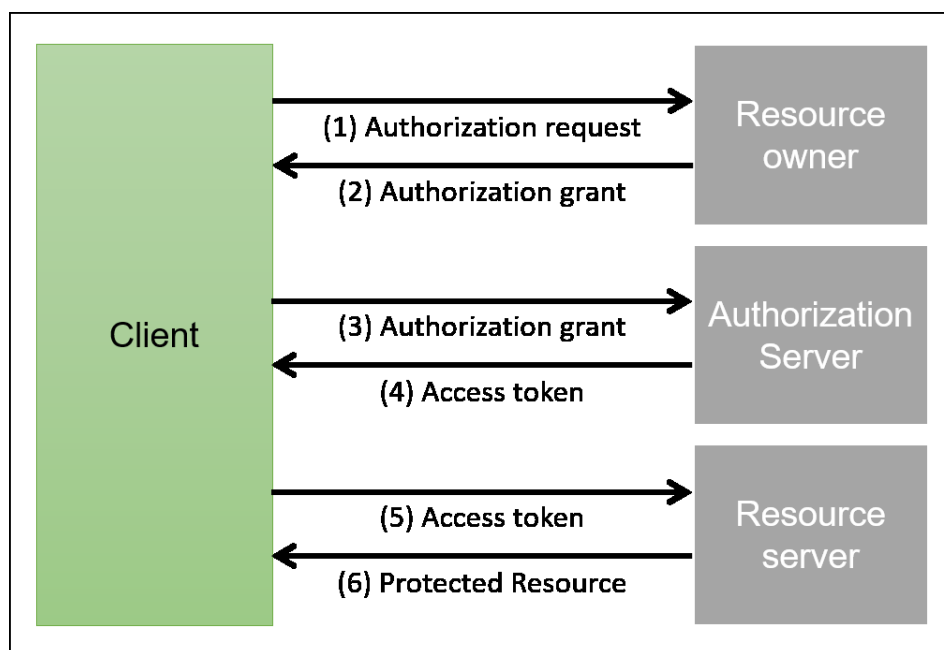 Client
(1) Authorization request
(2) Authorization grant
Resource
owner
(3) Authorization grant
(4) Access token
Authorization
Server
(5) Access token
(6) Protected Resource
Resource
server